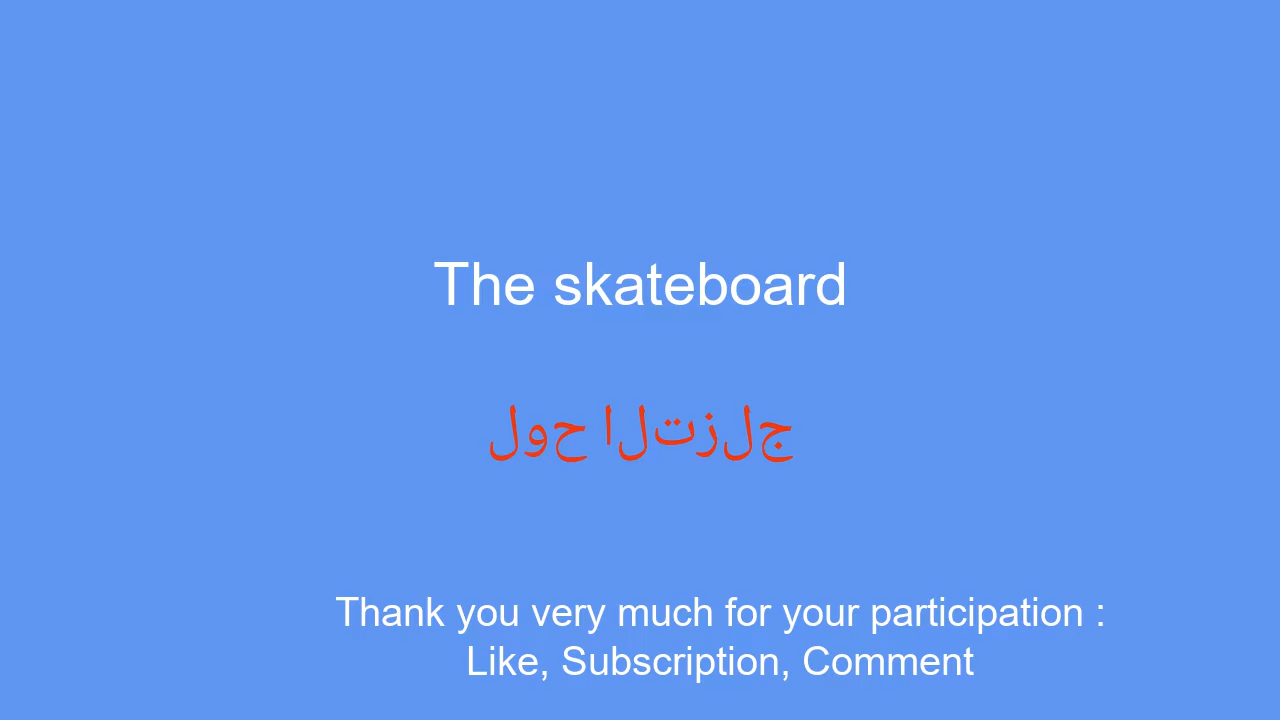 The skateboard
لوح التزلج
Thank you very much for your participation :
Like, Subscription, Comment